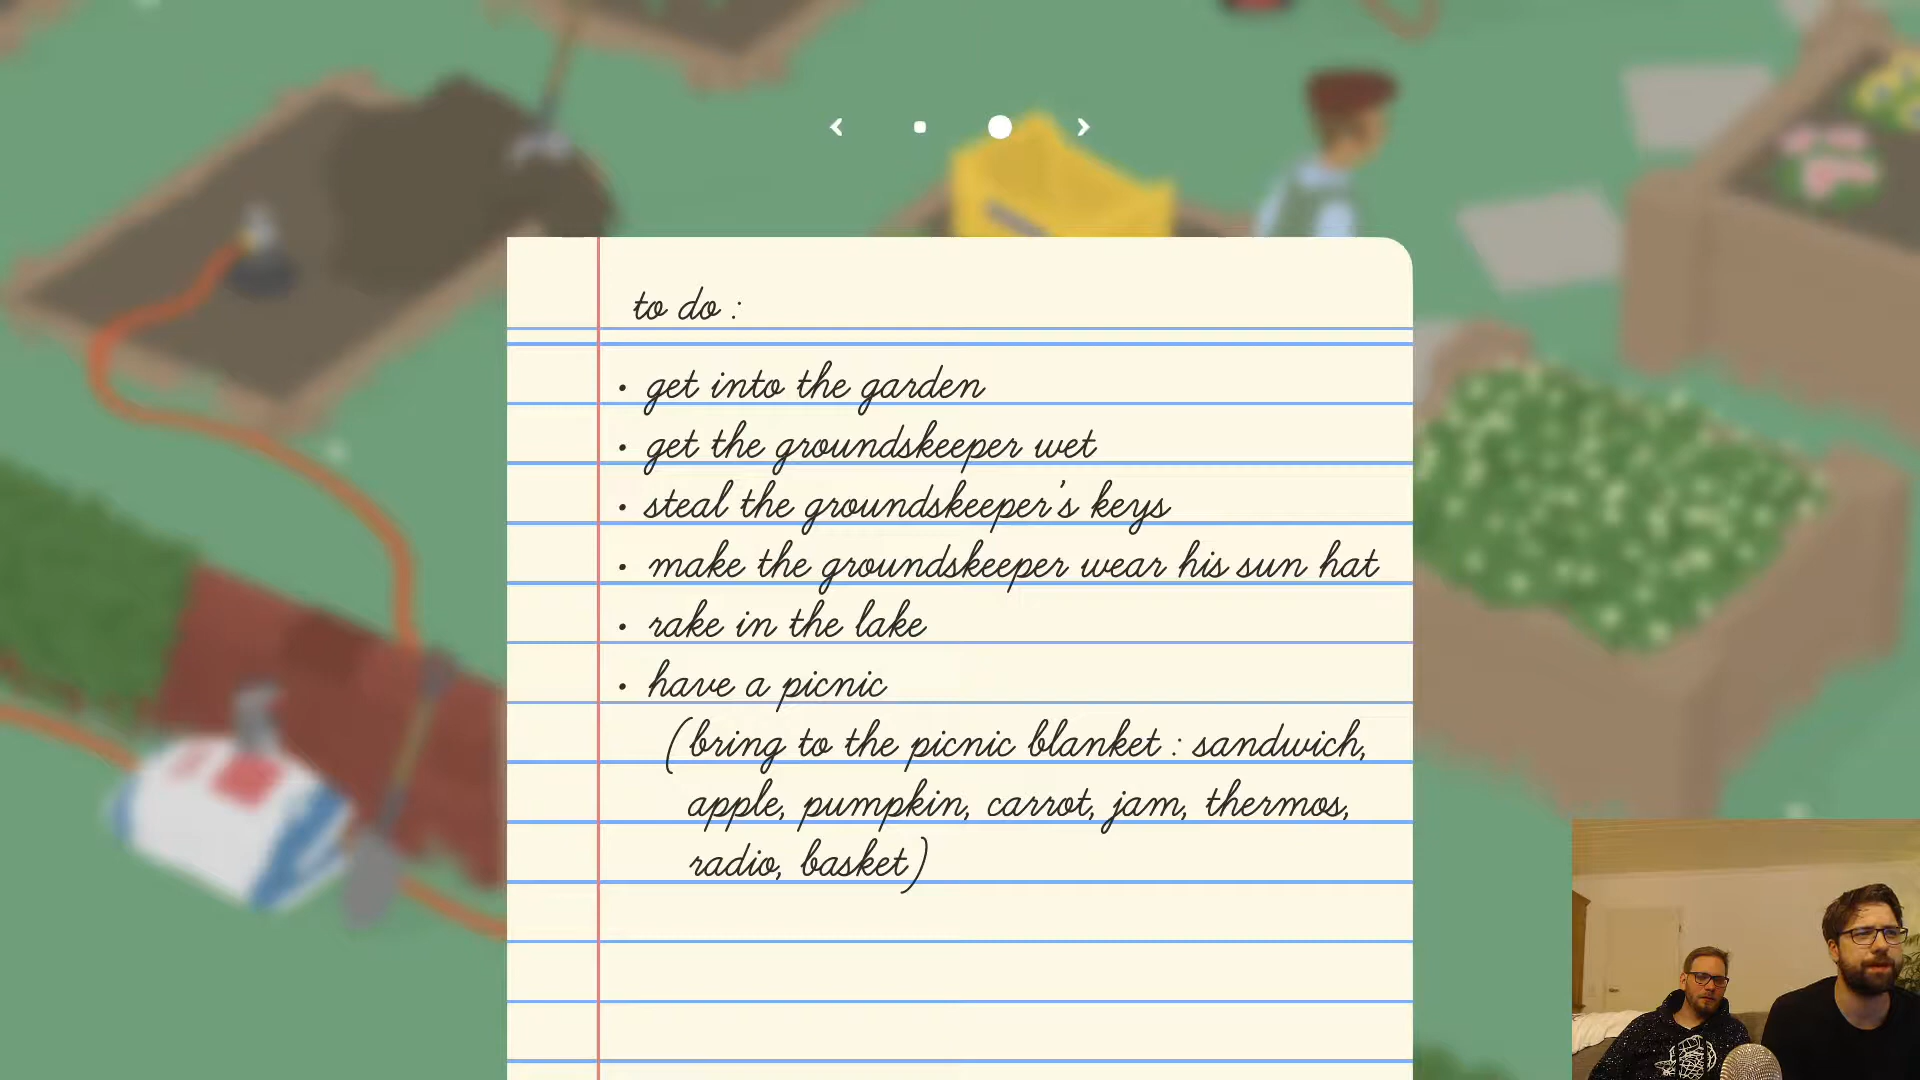 to do :
• get into the garden
• get the groundskeeper wet
• steal the groundskeeper's keys
• make the groundskeeper wear his sun hat
• rake in the lake
• have a picnic
(bring to the picnic blanket : sandwich,
apple, pumpkin, carrot, jam, thermos,
radio, basket)